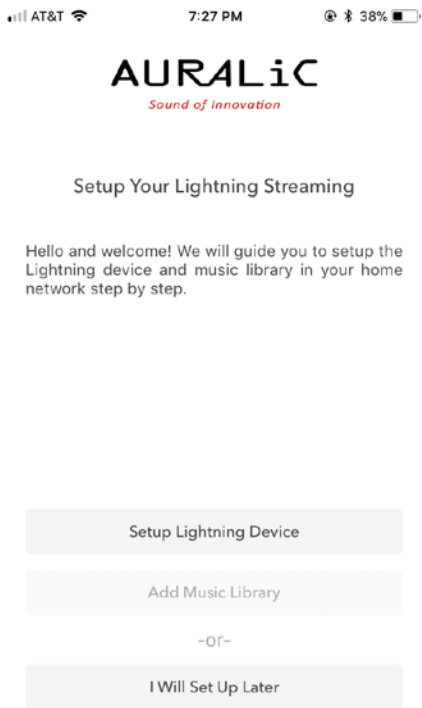 AT&T 7:27 PM 38%
AURALiC
Sound of Innovation
Setup Your Lightning Streaming
Hello and welcome! We will guide you to setup the
Lightning device and music library in your home
network step by step.
Setup Lightning Device
Add Music Library
-or-
I Will Set Up Later